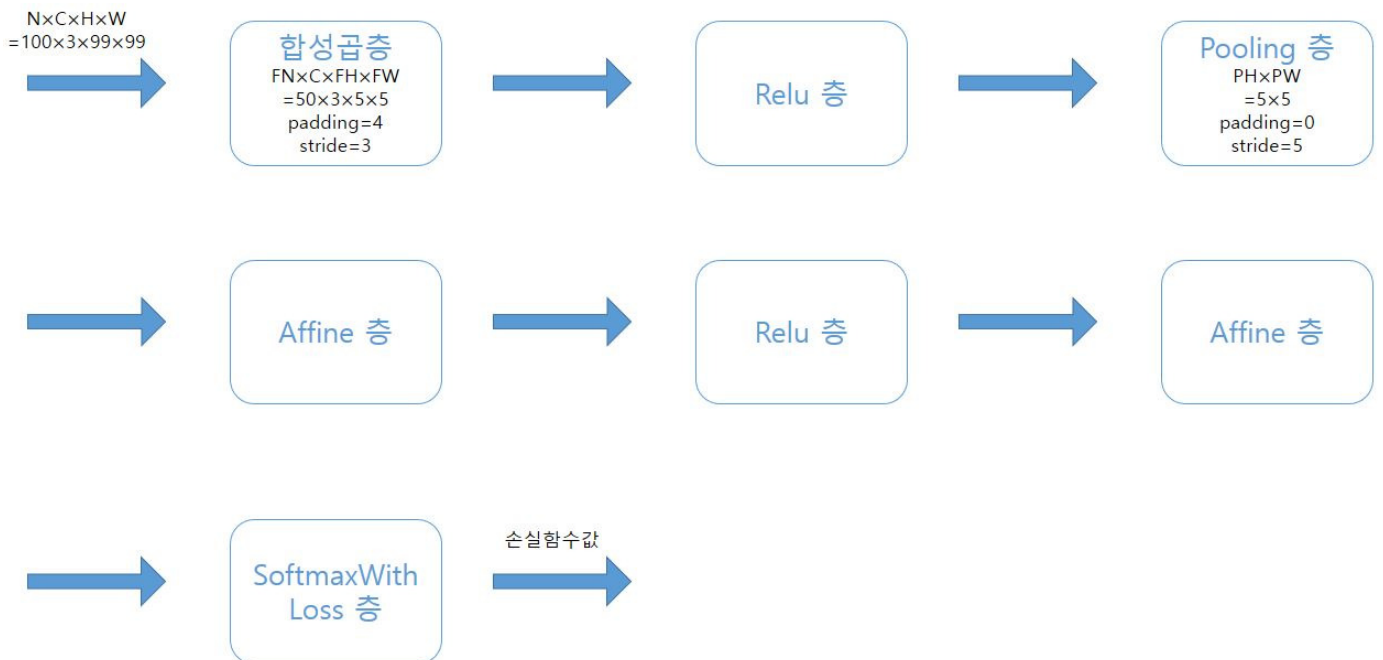 N×C×H×W
=100×3×99×99
합성곱층
FN×C×FH×FW
=50×3×5×5
padding=4
stride=3
Relu 층
Pooling 층
PH×PW
=5×5
padding=0
stride=5
Affine 층
Relu 층
Affine 층
SoftmaxWith
Loss 층
손실함수값